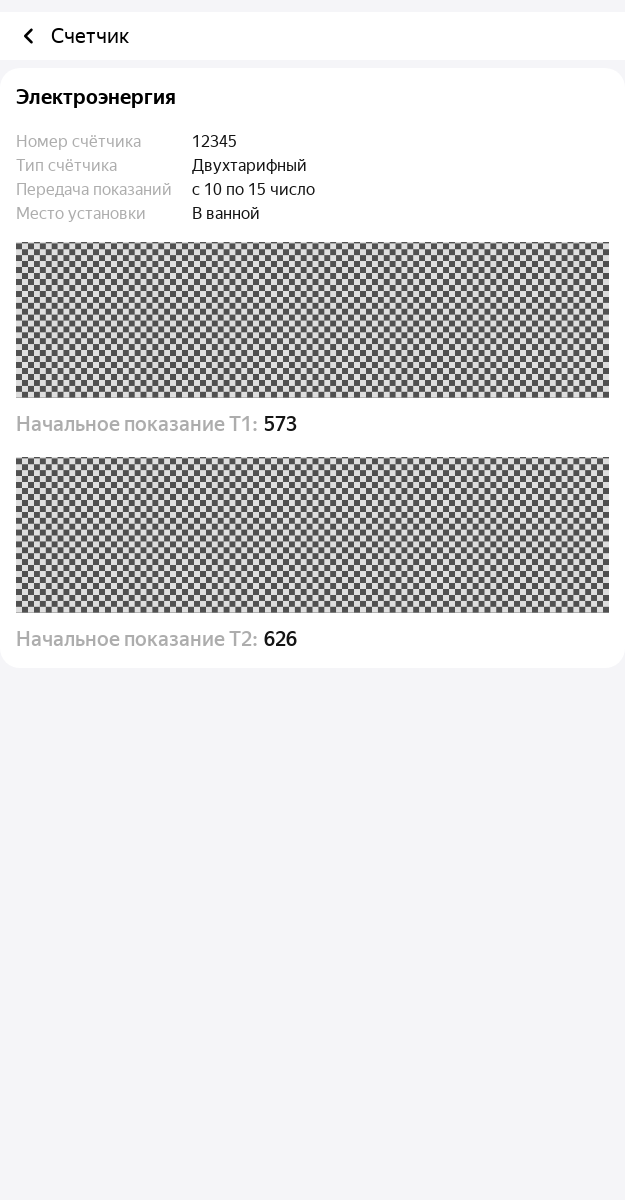 Счетчик
Электроэнергия
Номер счётчика 12345
Тип счётчика Двухтарифный
Передача показаний с 10 по 15 число
Место установки В ванной
Начальное показание Т1: 573
Начальное показание Т2: 626